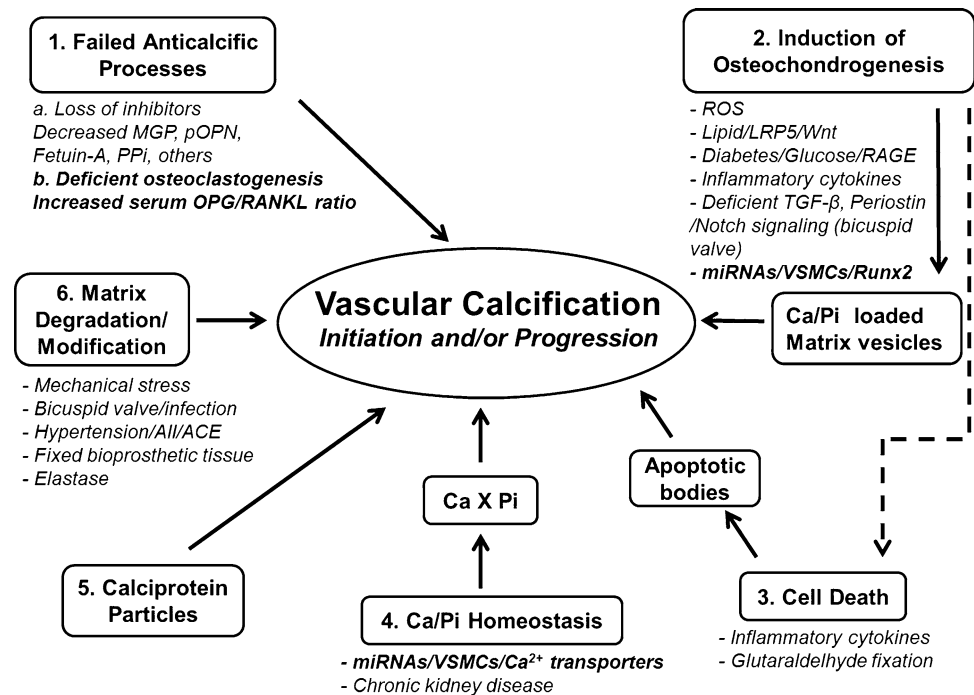 1. Failed Anticalcific
Processes
a. Loss of inhibitors
Decreased MGP, pOPN,
Fetuin-A, PPi, others
b. Deficient osteoclastogenesis
Increased serum OPG/RANKL ratio
2. Induction of
Osteochondrogenesis
- ROS
- Lipid/LRP5/Wnt
- Diabetes/Glucose/RAGE
- Inflammatory cytokines
- Deficient TGF-β, Periostin
/Notch signaling (bicuspid
valve)
- miRNAs/VSMCs/Runx2
Vascular Calcification
Initiation and/or Progression
Ca/Pi loaded
Matrix vesicles
6. Matrix
Degradation/
Modification
- Mechanical stress
- Bicuspid valve/infection
- Hypertension/AII/ACE
- Fixed bioprosthetic tissue
- Elastase
Apoptotic
bodies
Ca X Pi
5. Calciprotein
Particles
4. Ca/Pi Homeostasis
- miRNAs/VSMCs/Ca²⁺ transporters
- Chronic kidney disease
3. Cell Death
- Inflammatory cytokines
- Glutaraldehyde fixation